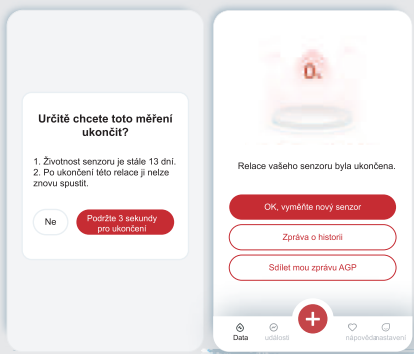 Určitě chcete toto měření
ukončit?
1. Životnost senzoru je stále 13 dní.
2. Po ukončení této relace ji nelze
znovu spustit.
Ne
Podržte 3 sekundy
pro ukončení
0.
Relace vašeho senzoru byla ukončena.
OK, vyměňte nový senzor
Zpráva o historii
Sdílet mou zprávu AGP
Data
události
nápověda
nastavení